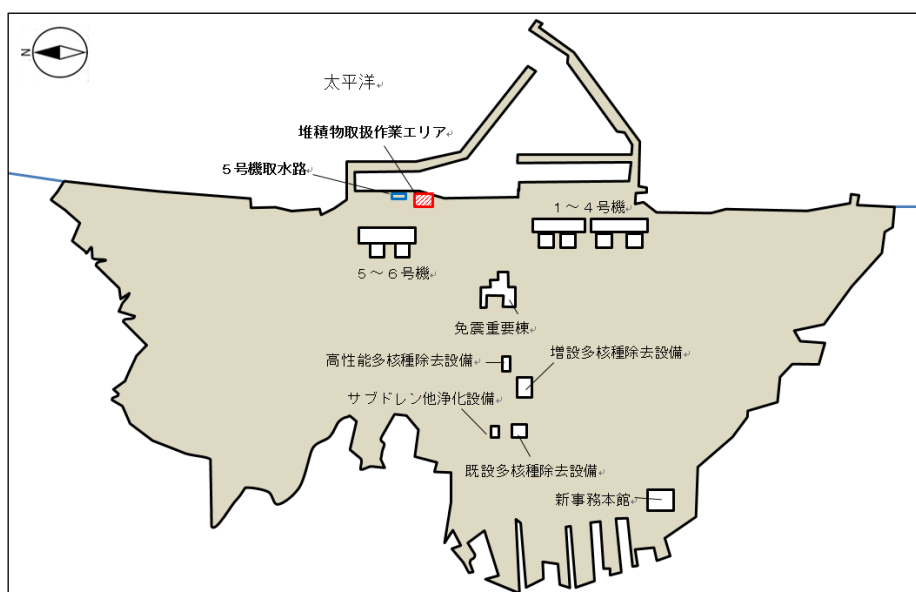 N
太平洋
堆積物取扱作業エリア
５号機取水路
１～４号機
５～６号機
免震重要棟
高性能多核種除去設備
増設多核種除去設備
サブドレン他浄化設備
既設多核種除去設備
新事務本館